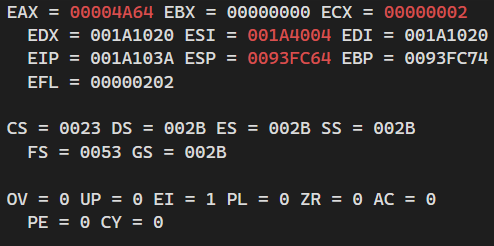 EAX = 00004A64 EBX = 00000000 ECX = 00000002
EDX = 001A1020 ESI = 001A4004 EDI = 001A1020
EIP = 001A103A ESP = 0093FC64 EBP = 0093FC74
EFL = 00000202
CS = 0023 DS = 002B ES = 002B SS = 002B
FS = 0053 GS = 002B
OV = 0 UP = 0 EI = 1 PL = 0 ZR = 0 AC = 0
PE = 0 CY = 0